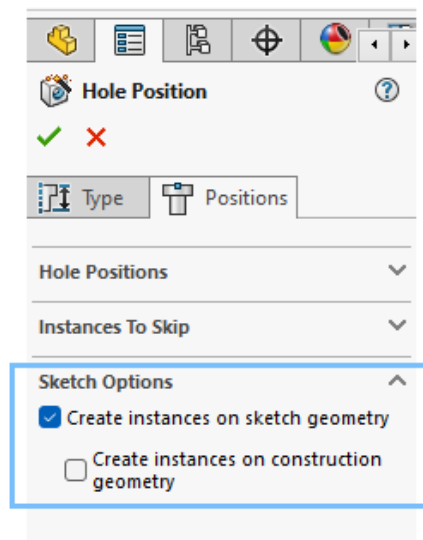 Hole Position
Type
Positions
Hole Positions
Instances To Skip
Sketch Options
Create instances on sketch geometry
Create instances on construction
geometry